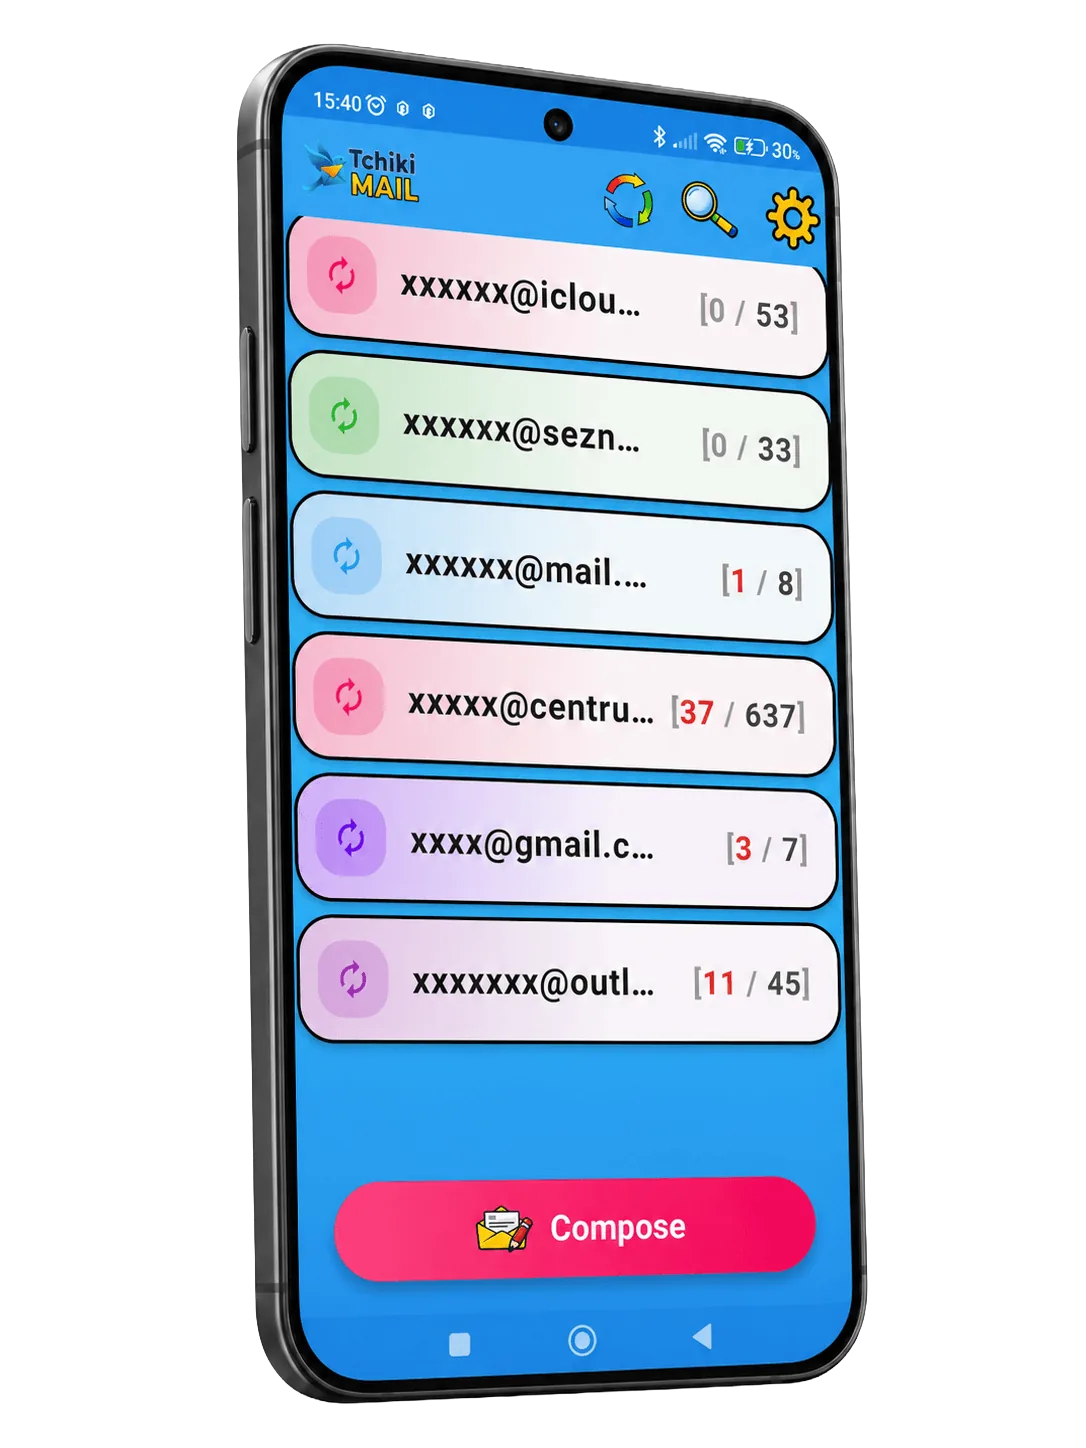 15:40 30%
Tchiki
MAIL
xxxxxx@iclou... [0 / 53]
xxxxxx@sezn... [0 / 33]
xxxxxx@mail.... [1 / 8]
xxxxx@centru... [37 / 637]
xxxx@gmail.c... [3 / 7]
xxxxxxx@outl... [11 / 45]
Compose